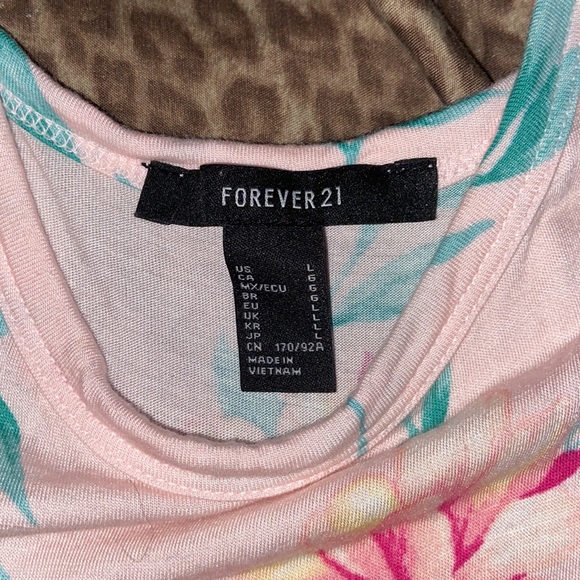 FOREVER 21
US L
CA G
MX/ECU G
BR G
EU L
UK L
KR L
JP L
CN 170/92A
MADE IN
VIETNAM